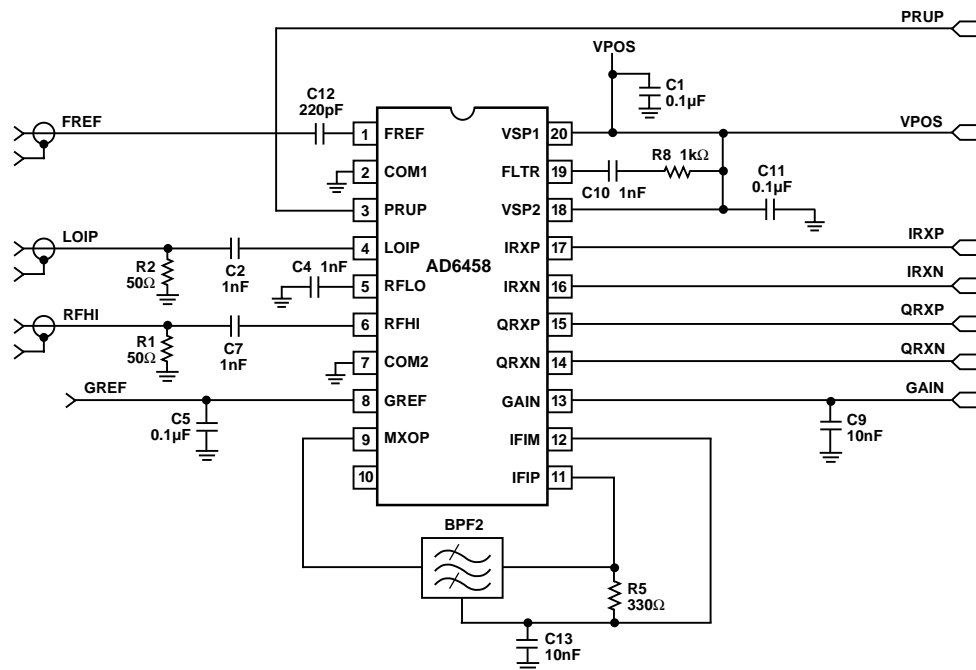 PRUP
VPOS
C1
0.1µF
C12
220pF
FREF
1
FREF
VSP1
20
VPOS
R8 1kΩ
2
COM1
FLTR
19
C10 1nF
C11
0.1µF
3
PRUP
VSP2
18
LOIP
4
LOIP
IRXP
17
IRXP
R2
50Ω
C2
1nF
C4 1nF
AD6458
5
RFLO
IRXN
16
IRXN
RFHI
6
RFHI
QRXP
15
QRXP
R1
50Ω
C7
1nF
7
COM2
QRXN
14
QRXN
GREF
8
GREF
GAIN
13
GAIN
C5
0.1µF
C9
10nF
9
MXOP
IFIM
12
10
IFIP
11
BPF2
R5
330Ω
C13
10nF